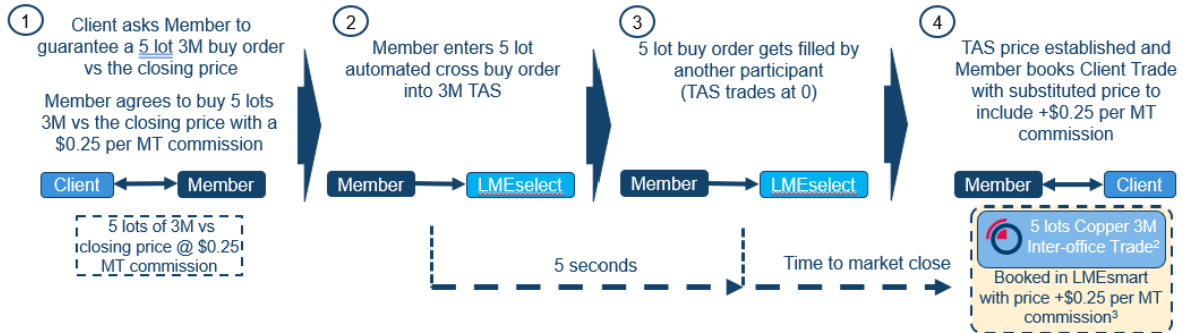 1
Client asks Member to
guarantee a 5 lot 3M buy order
vs the closing price
Member agrees to buy 5 lots
3M vs the closing price with a
$0.25 per MT commission
Client
Member
5 lots of 3M vs
closing price @ $0.25
MT commission
2
Member enters 5 lot
automated cross buy order
into 3M TAS
Member
LMEselect
3
5 lot buy order gets filled by
another participant
(TAS trades at 0)
Member
LMEselect
5 seconds
Time to market close
4
TAS price established and
Member books Client Trade
with substituted price to
include +$0.25 per MT
commission
Member
Client
5 lots Copper 3M
Inter-office Trade²
Booked in LMEsmart
with price +$0.25 per MT
commission³